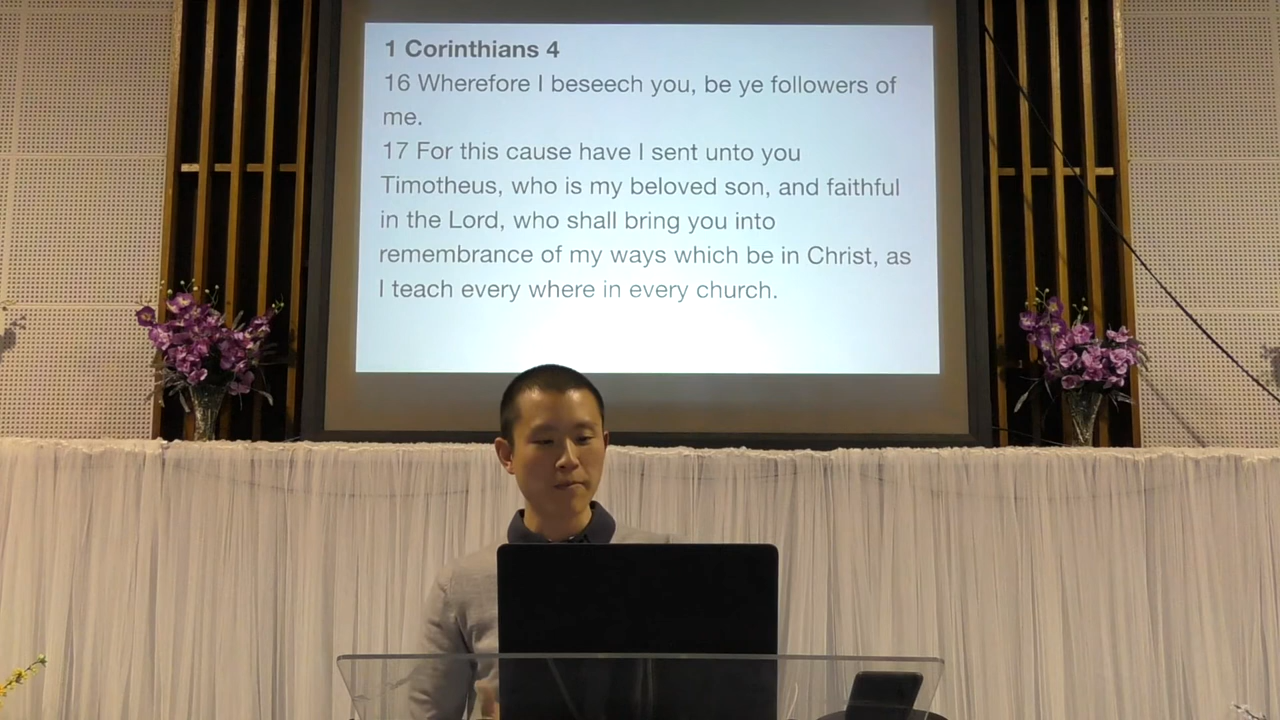 1 Corinthians 4
16 Wherefore I beseech you, be ye followers of
me.
17 For this cause have I sent unto you
Timotheus, who is my beloved son, and faithful
in the Lord, who shall bring you into
remembrance of my ways which be in Christ, as
I teach every where in every church.